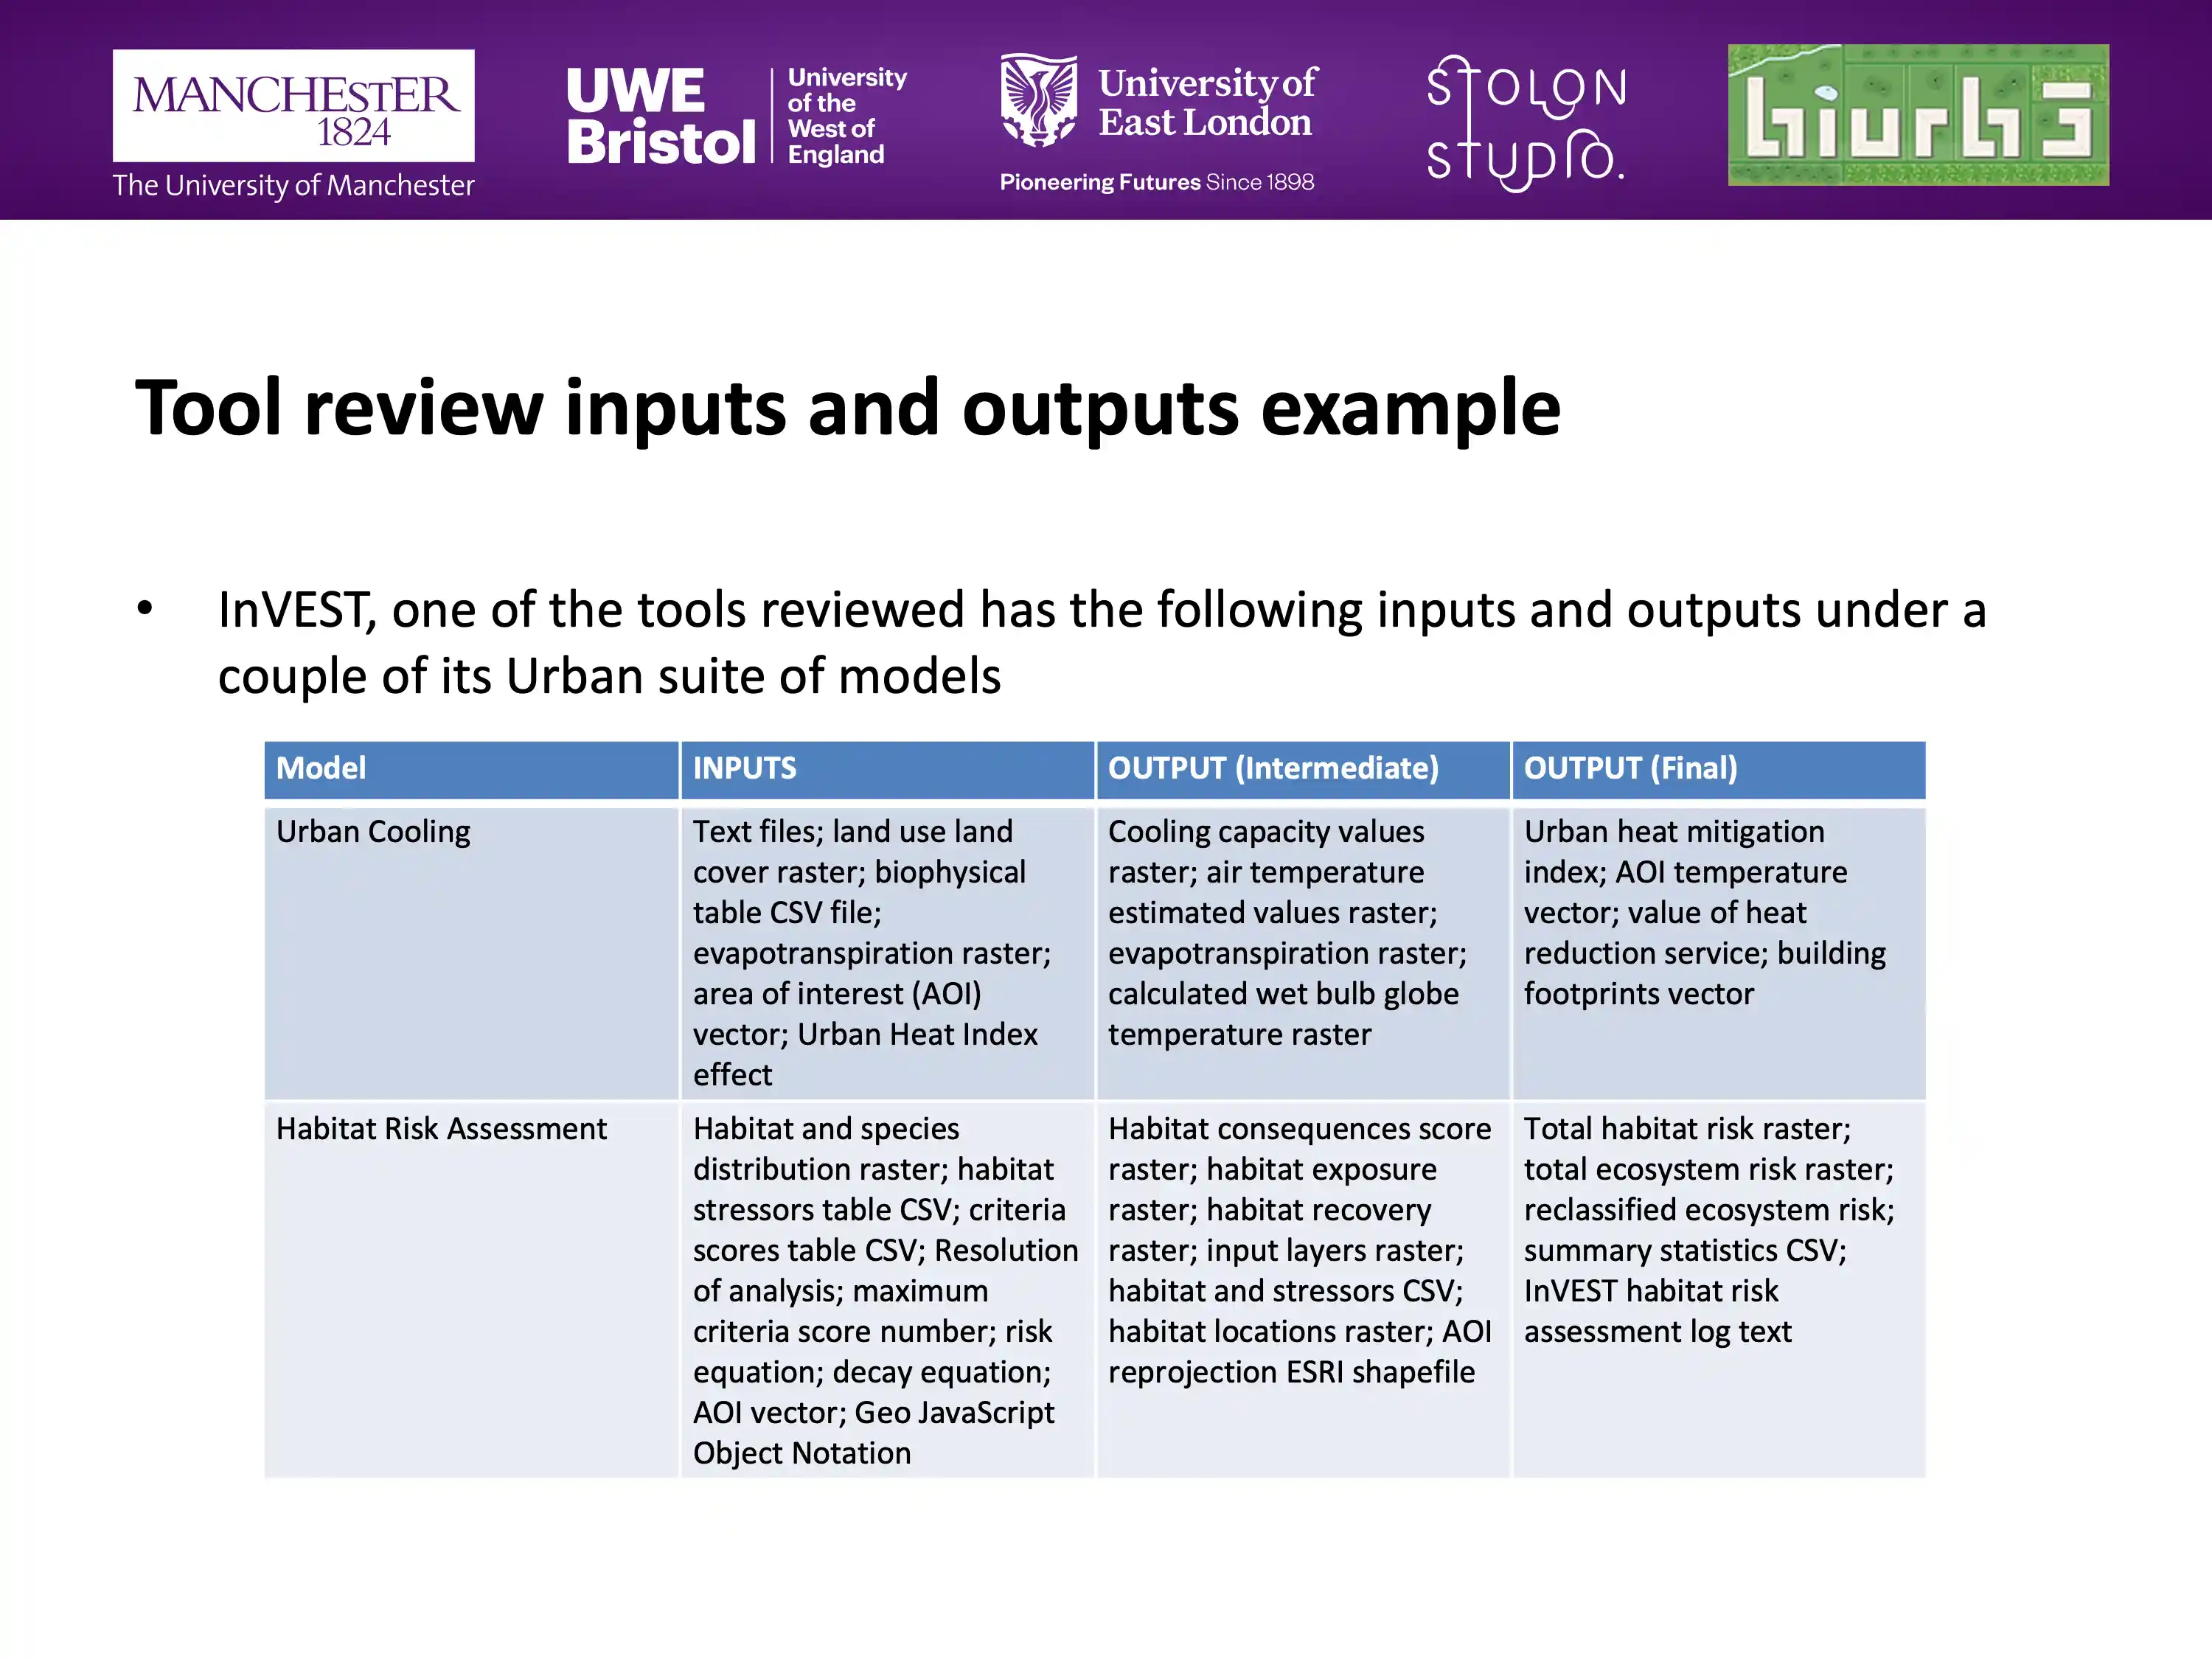 MANCHESTER
1824
The University of Manchester
UWE
Bristol
University
of the
West of
England
University of
East London
Pioneering Futures Since 1898
STOLON
STUDIO.
Tool review inputs and outputs example
• InVEST, one of the tools reviewed has the following inputs and outputs under a
couple of its Urban suite of models
Model
INPUTS
OUTPUT (Intermediate)
OUTPUT (Final)
Urban Cooling
Text files; land use land
cover raster; biophysical
table CSV file;
evapotranspiration raster;
area of interest (AOI)
vector; Urban Heat Index
effect
Cooling capacity values
raster; air temperature
estimated values raster;
evapotranspiration raster;
calculated wet bulb globe
temperature raster
Urban heat mitigation
index; AOI temperature
vector; value of heat
reduction service; building
footprints vector
Habitat Risk Assessment
Habitat and species
distribution raster; habitat
stressors table CSV; criteria
scores table CSV; Resolution
of analysis; maximum
criteria score number; risk
equation; decay equation;
AOI vector; Geo JavaScript
Object Notation
Habitat consequences score
raster; habitat exposure
raster; habitat recovery
raster; input layers raster;
habitat and stressors CSV;
habitat locations raster; AOI
reprojection ESRI shapefile
Total habitat risk raster;
total ecosystem risk raster;
reclassified ecosystem risk;
summary statistics CSV;
InVEST habitat risk
assessment log text